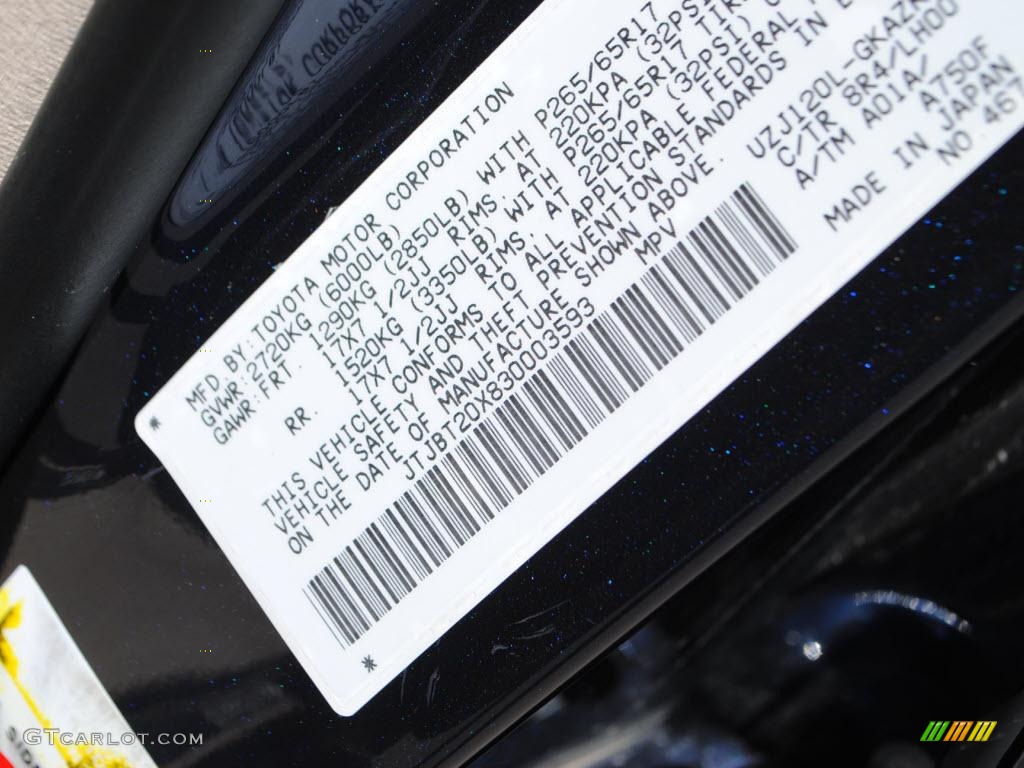 MFD BY:TOYOTA MOTOR CORPORATION
GVWR:2720KG (6000LB)
GAWR:FRT. 1290KG (2850LB) WITH P265/65R17
17X7 1/2JJ RIMS, AT 220KPA (32PSI
RR. 1520KG (3350LB) WITH P265/65R17 TIR
17X7 1/2JJ RIMS, AT 220KPA (32PSI)
THIS VEHICLE CONFORMS TO ALL APPLICABLE FEDERAL
VEHICLE SAFETY AND THEFT PREVENTION STANDARDS IN
ON THE DATE OF MANUFACTURE SHOWN ABOVE.
JTJBT20X830003593 MPV
UZJ120L-GKAZK
C/TR 8R4/LH00
A/TM A01A/ A750F
MADE IN JAPAN
NO 467
GTCARLOT.COM